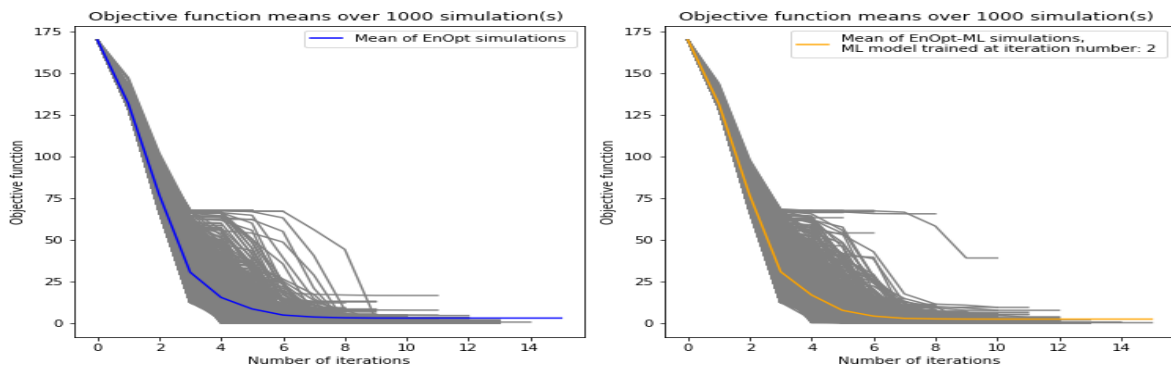 Objective function means over 1000 simulation(s)
Mean of EnOpt simulations
Objective function
175
150
125
100
75
50
25
0
0 2 4 6 8 10 12 14
Number of iterations
Objective function means over 1000 simulation(s)
Mean of EnOpt-ML simulations,
ML model trained at iteration number: 2
Objective function
175
150
125
100
75
50
25
0
0 2 4 6 8 10 12 14
Number of iterations